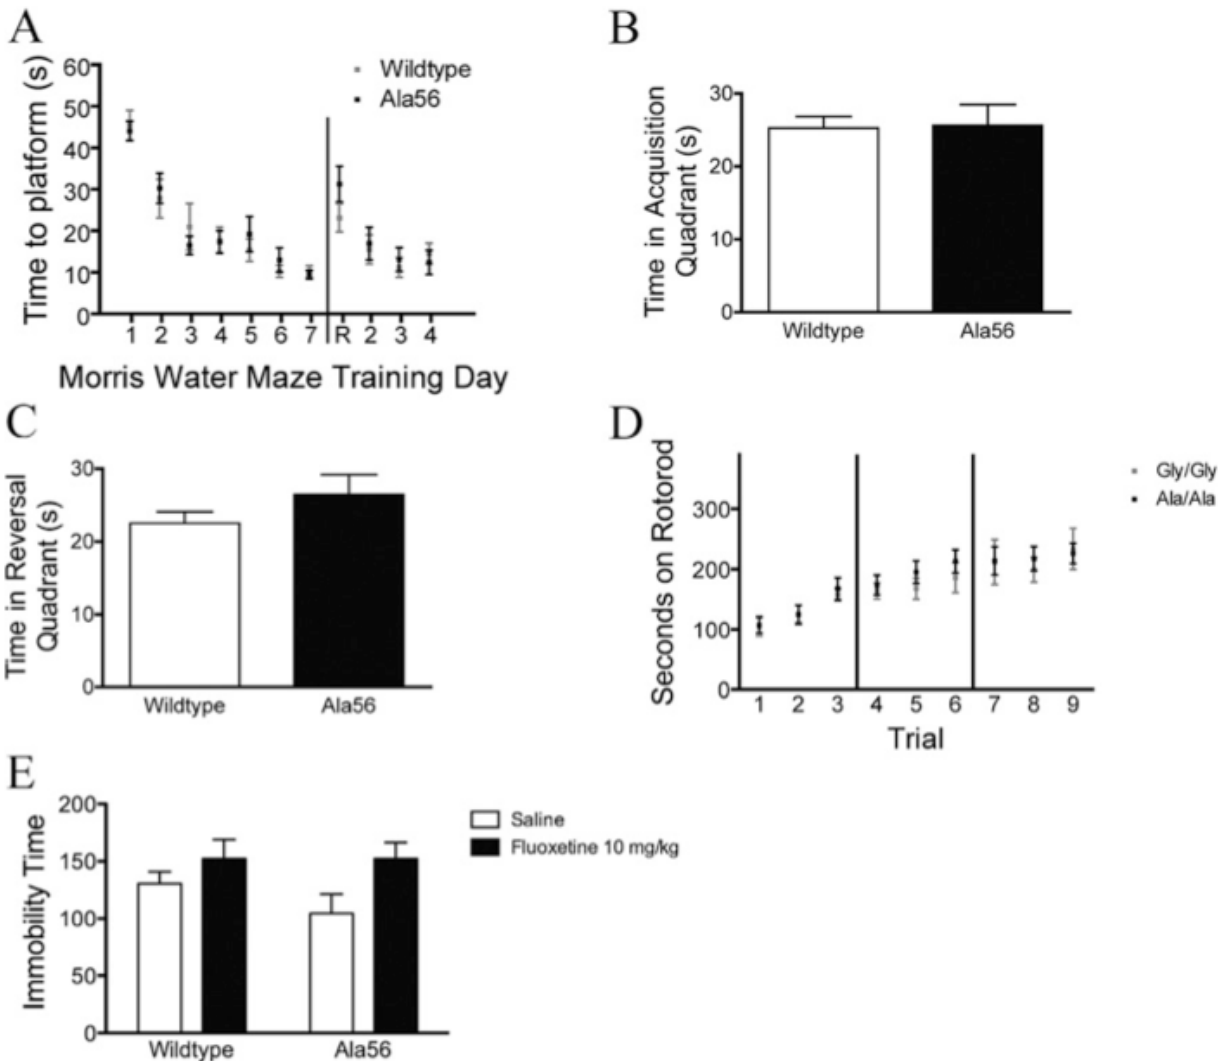 A
Time to platform (s)
60
50
40
30
20
10
0
Wildtype
Ala56
1 2 3 4 5 6 7 R 2 3 4
Morris Water Maze Training Day
B
Time in Acquisition
Quadrant (s)
30
20
10
0
Wildtype Ala56
C
Time in Reversal
Quadrant (s)
30
20
10
0
Wildtype Ala56
D
Seconds on Rotorod
300
200
100
0
1 2 3 4 5 6 7 8 9
Trial
Gly/Gly
Ala/Ala
E
Immobility Time
200
150
100
50
0
Wildtype Ala56
Saline
Fluoxetine 10 mg/kg